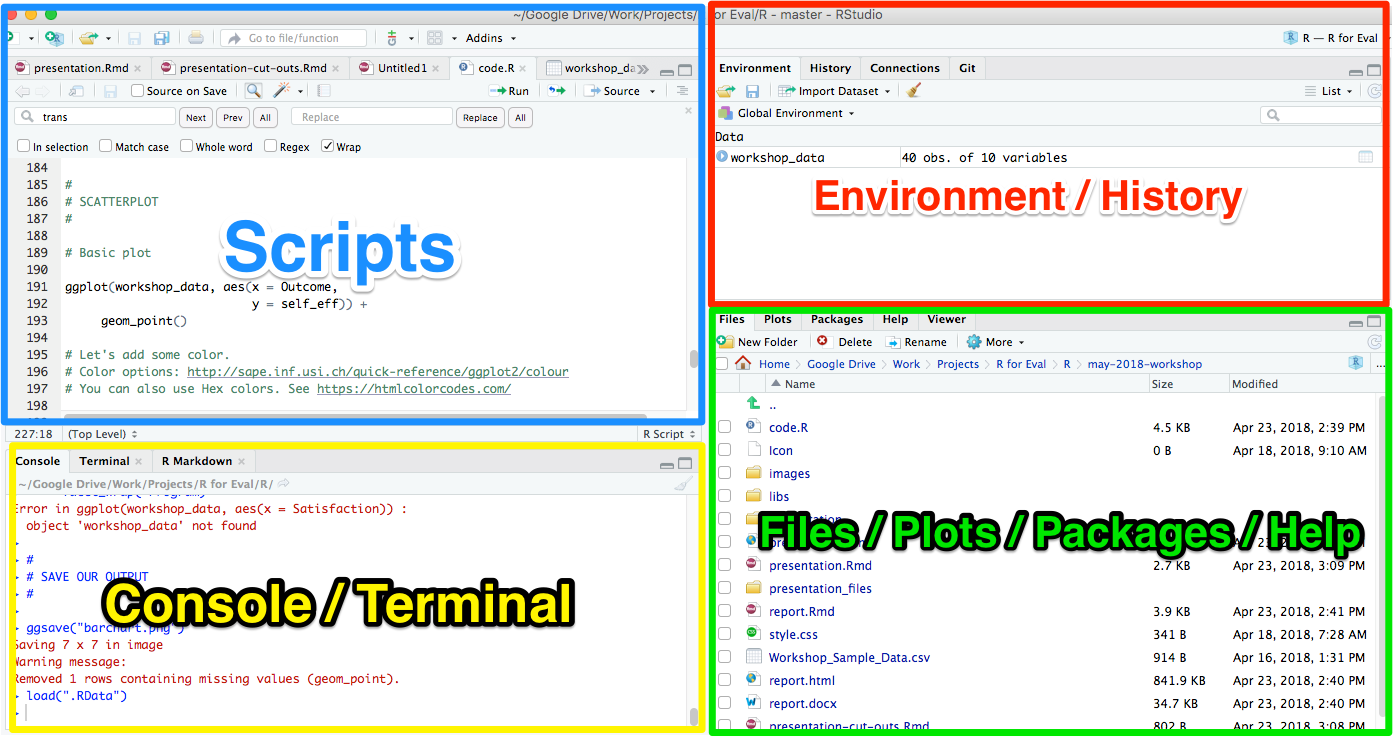 ~/Google Drive/Work/Projects/R for Eval/R - master - RStudio
Go to file/function
Addins
R — R for Eval
presentation.Rmd
presentation-cut-outs.Rmd
Untitled1
code.R
workshop_da
Source on Save
Run
Source
trans
Next
Prev
All
Replace
Replace
All
In selection
Match case
Whole word
Regex
Wrap
184
185 #
186 # SCATTERPLOT
187 #
188
189 # Basic plot
190
191 ggplot(workshop_data, aes(x = Outcome,
192 y = self_eff)) +
193 geom_point()
194
195 # Let's add some color.
196 # Color options: http://sape.inf.usi.ch/quick-reference/ggplot2/colour
197 # You can also use Hex colors. See https://htmlcolorcodes.com/
198
Scripts
227:18 (Top Level) R Script
Environment History Connections Git
Import Dataset
List
Global Environment
Data
workshop_data 40 obs. of 10 variables
Environment / History
Console Terminal R Markdown
~/Google Drive/Work/Projects/R for Eval/R/
Error in ggplot(workshop_data, aes(x = Satisfaction)) :
object 'workshop_data' not found
>
> #
> # SAVE OUR OUTPUT
> #
>
> ggsave("barchart.png")
Saving 7 x 7 in image
Warning message:
Removed 1 rows containing missing values (geom_point).
> load(".RData")
>
Console / Terminal
Files Plots Packages Help Viewer
New Folder Delete Rename More
Home Google Drive Work Projects R for Eval R may-2018-workshop
...
Name Size Modified
..
code.R 4.5 KB Apr 23, 2018, 2:39 PM
Icon 0 B Apr 18, 2018, 9:10 AM
images
libs
Files / Plots / Packages / Help
presentation.Rmd 2.7 KB Apr 23, 2018, 3:09 PM
presentation_files
report.Rmd 3.9 KB Apr 23, 2018, 2:41 PM
style.css 341 B Apr 18, 2018, 7:28 AM
Workshop_Sample_Data.csv 914 B Apr 16, 2018, 1:31 PM
report.html 841.9 KB Apr 23, 2018, 2:40 PM
report.docx 34.7 KB Apr 23, 2018, 2:40 PM
presentation-cut-outs.Rmd 802 B Apr 23, 2018, 3:08 PM